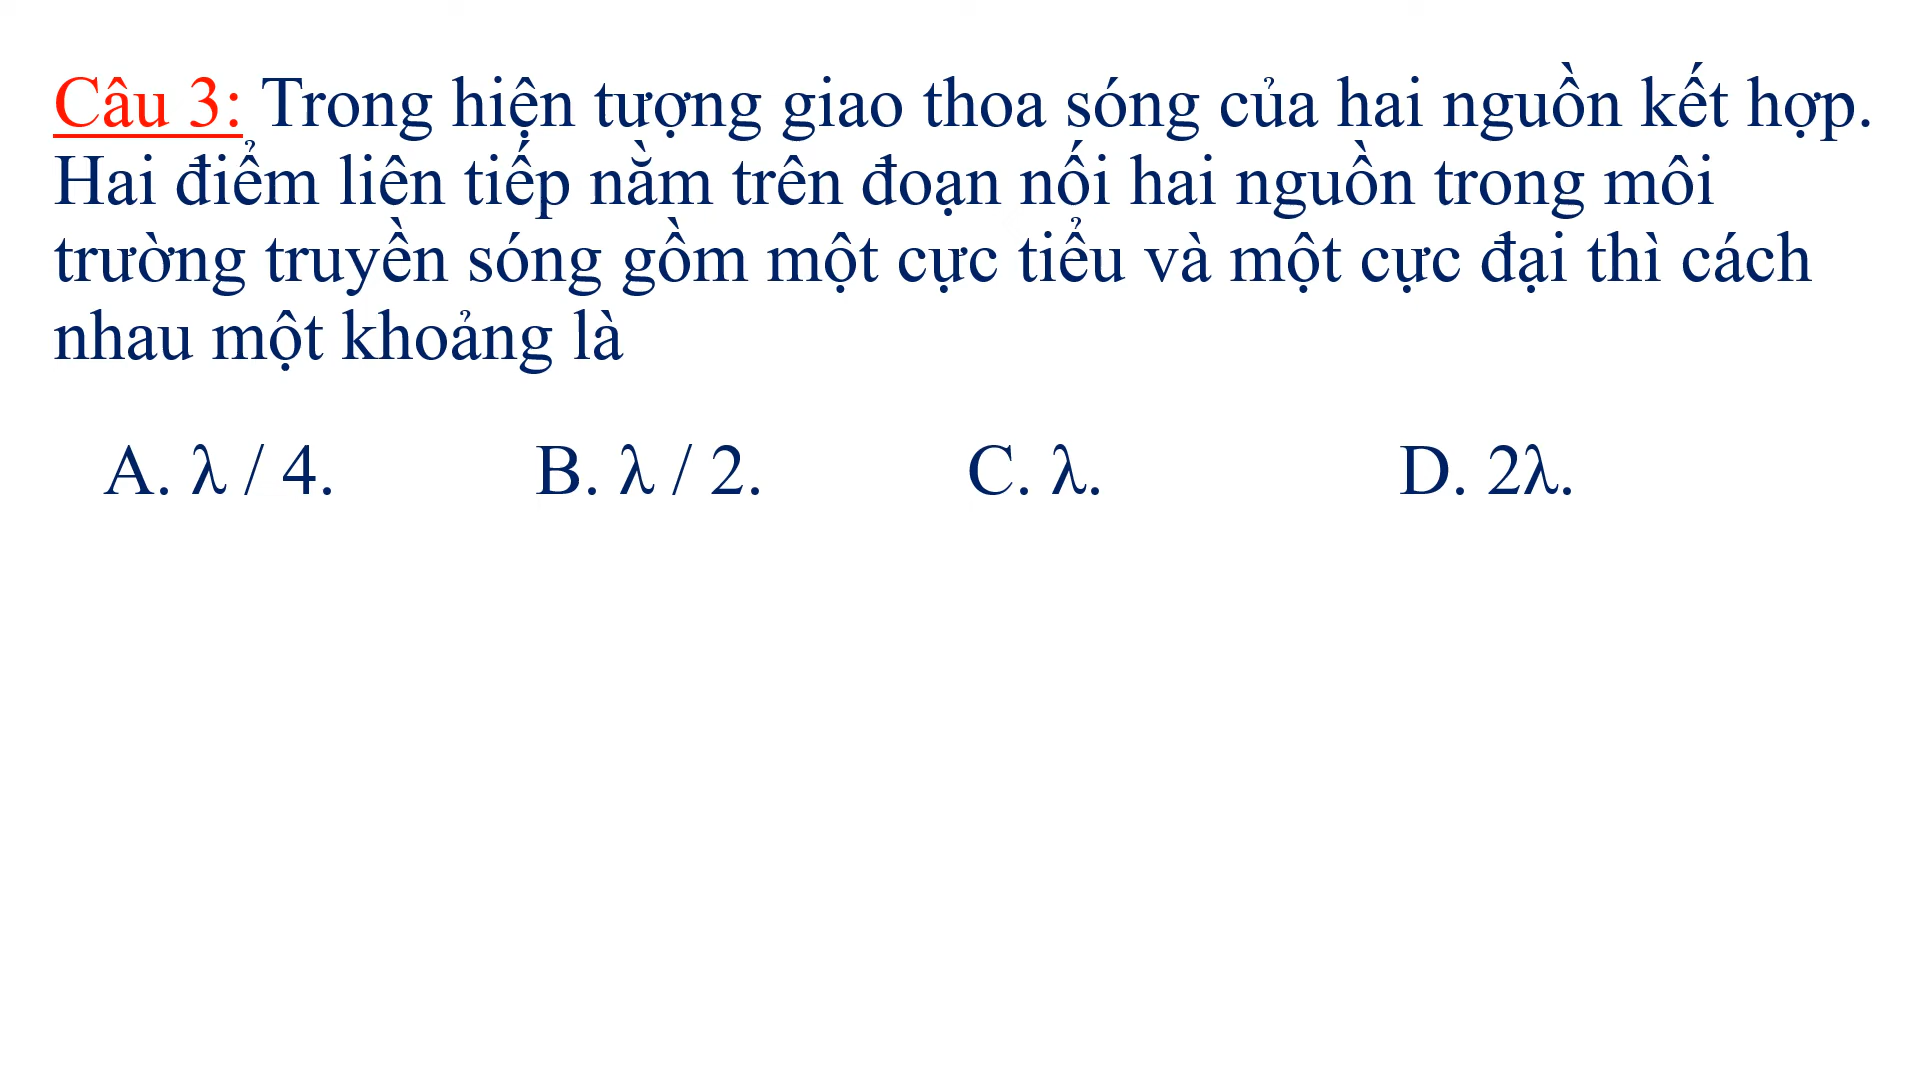 Câu 3: Trong hiện tượng giao thoa sóng của hai nguồn kết hợp.
Hai điểm liên tiếp nằm trên đoạn nối hai nguồn trong môi
trường truyền sóng gồm một cực tiểu và một cực đại thì cách
nhau một khoảng là
A. λ / 4. B. λ / 2. C. λ. D. 2λ.